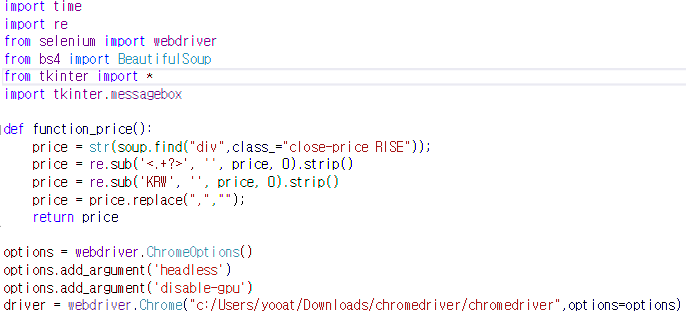 import time
import re
from selenium import webdriver
from bs4 import BeautifulSoup
from tkinter import *
import tkinter.messagebox
def function_price():
price = str(soup.find("div",class_="close-price RISE"));
price = re.sub('<.+?>', '', price, 0).strip()
price = re.sub('KRW', '', price, 0).strip()
price = price.replace(",","");
return price
options = webdriver.ChromeOptions()
options.add_argument('headless')
options.add_argument('disable-gpu')
driver = webdriver.Chrome("c:/Users/yooat/Downloads/chromedriver/chromedriver",options=options)